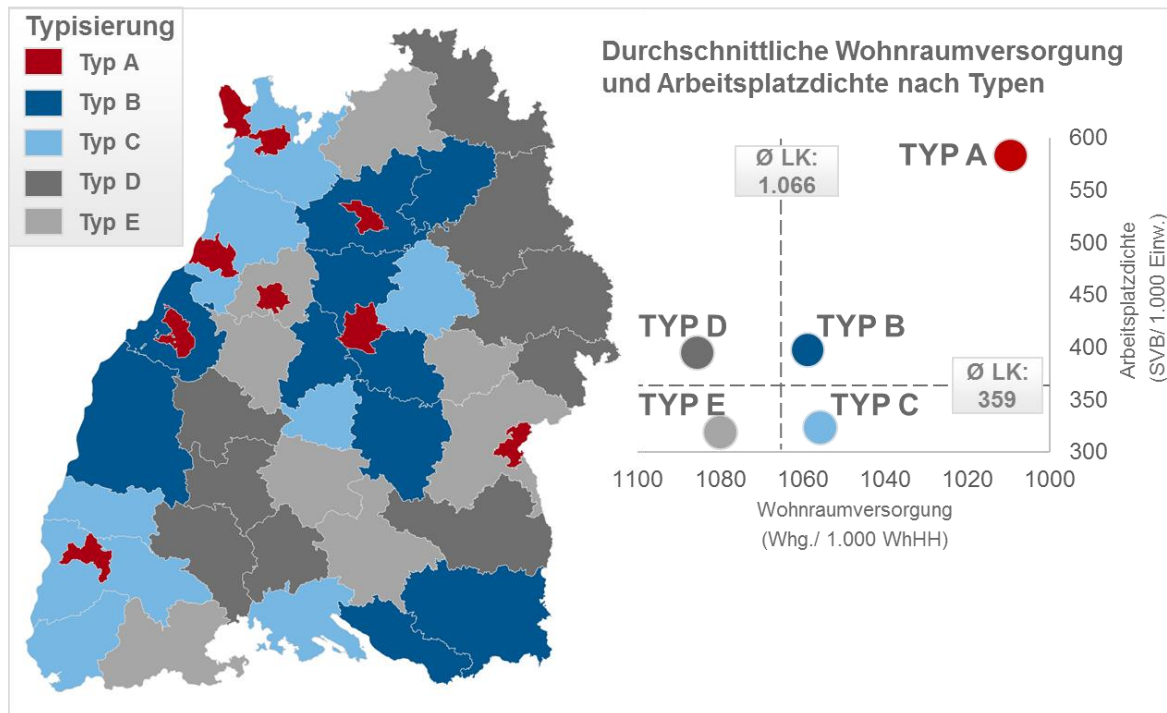 Typisierung
Typ A
Typ B
Typ C
Typ D
Typ E
Durchschnittliche Wohnraumversorgung
und Arbeitsplatzdichte nach Typen
Ø LK:
1.066
TYP A
TYP D
TYP B
Ø LK:
359
TYP E
TYP C
600
550
500
450
400
350
300
Arbeitsplatzdichte
(SVB/ 1.000 Einw.)
1100
1080
1060
1040
1020
1000
Wohnraumversorgung
(Whg./ 1.000 WhHH)